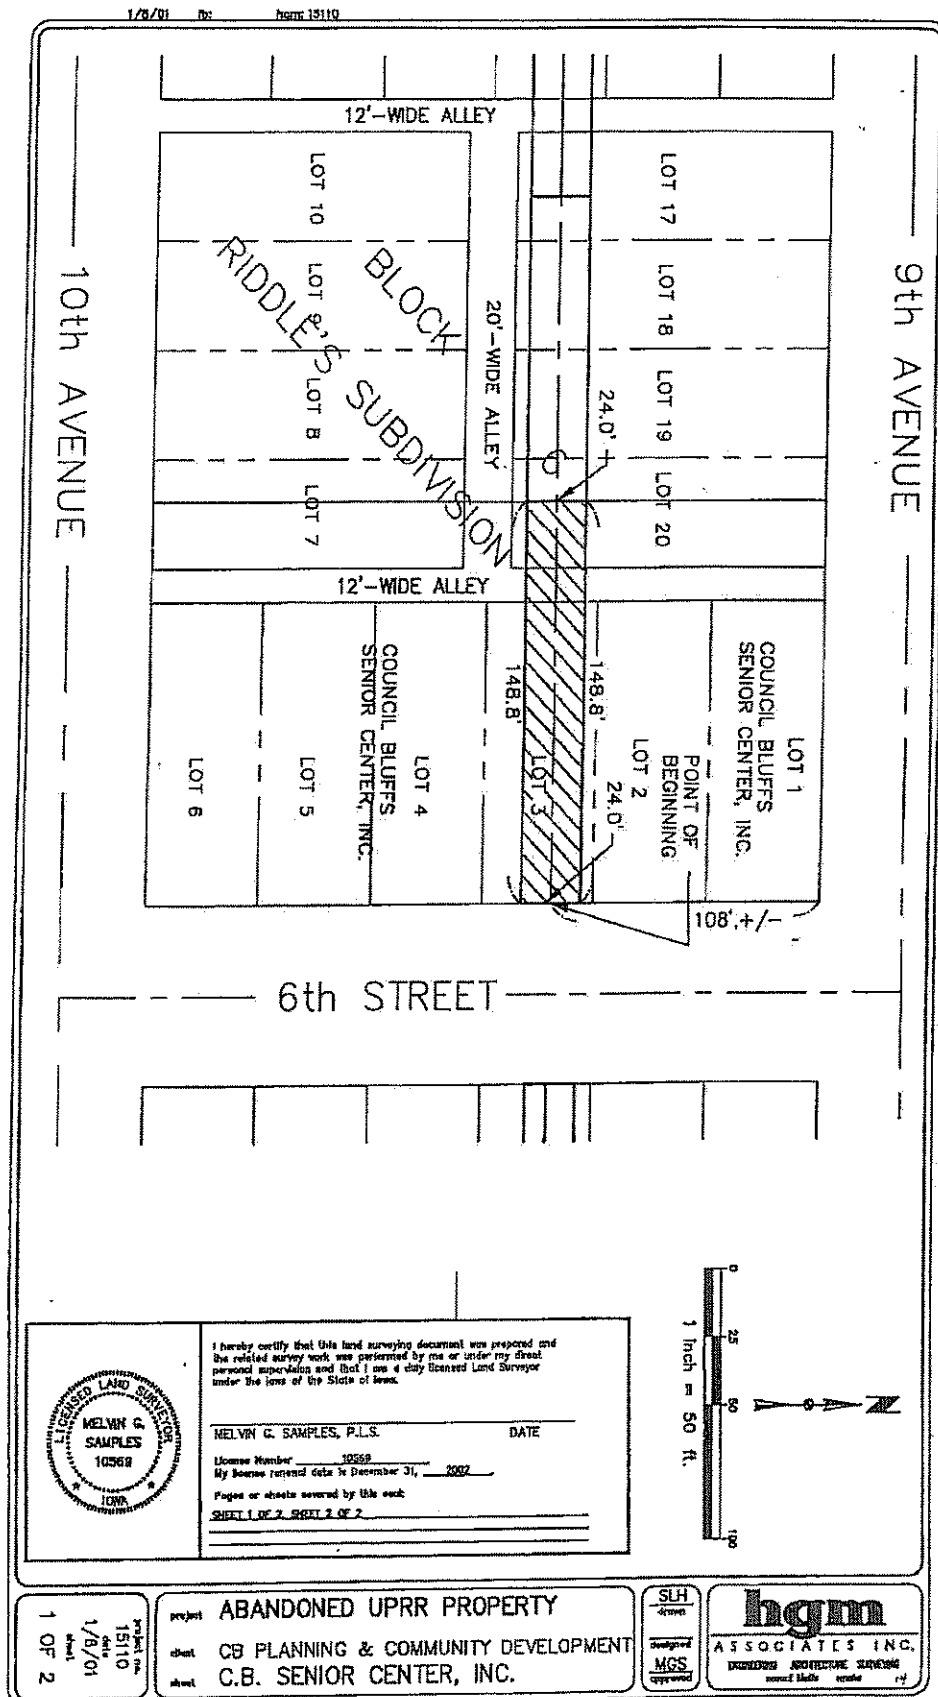 1/8/01
hgm: 15110
12'-WIDE ALLEY
LOT 10
LOT 17
BLOCK
RIDDLE'S SUBDIVISION
LOT 9
LOT 18
10th AVENUE
9th AVENUE
20'-WIDE ALLEY
LOT 8
LOT 19
24.0'
LOT 7
LOT 20
12'-WIDE ALLEY
148.8'
148.8'
LOT 1
COUNCIL BLUFFS
SENIOR CENTER, INC.
POINT OF
BEGINNING
LOT 2
24.0'
LOT 3
LOT 4
COUNCIL BLUFFS
SENIOR CENTER, INC.
LOT 5
LOT 6
108',+/-
6th STREET
0 25 50 100
1 inch = 50 ft.
N
I hereby certify that this land surveying document was prepared and
the related survey work was performed by me or under my direct
personal supervision and that I am a duly licensed Land Surveyor
under the laws of the State of Iowa.
MELVIN G. SAMPLES, P.L.S. DATE
License Number 10569
My license renewal date is December 31, 2002.
Pages or sheets covered by this seal:
SHEET 1 OF 2, SHEET 2 OF 2
LICENSED LAND SURVEYOR
MELVIN G.
SAMPLES
10569
IOWA
project no.
15110
date
1/8/01
sheet
1 OF 2
project ABANDONED UPRR PROPERTY
client CB PLANNING & COMMUNITY DEVELOPMENT
sheet C.B. SENIOR CENTER, INC.
SLH
drawn
designed
MGS
approved
hgm
ASSOCIATES INC.
ENGINEERING ARCHITECTURE SURVEYING
council bluffs omaha